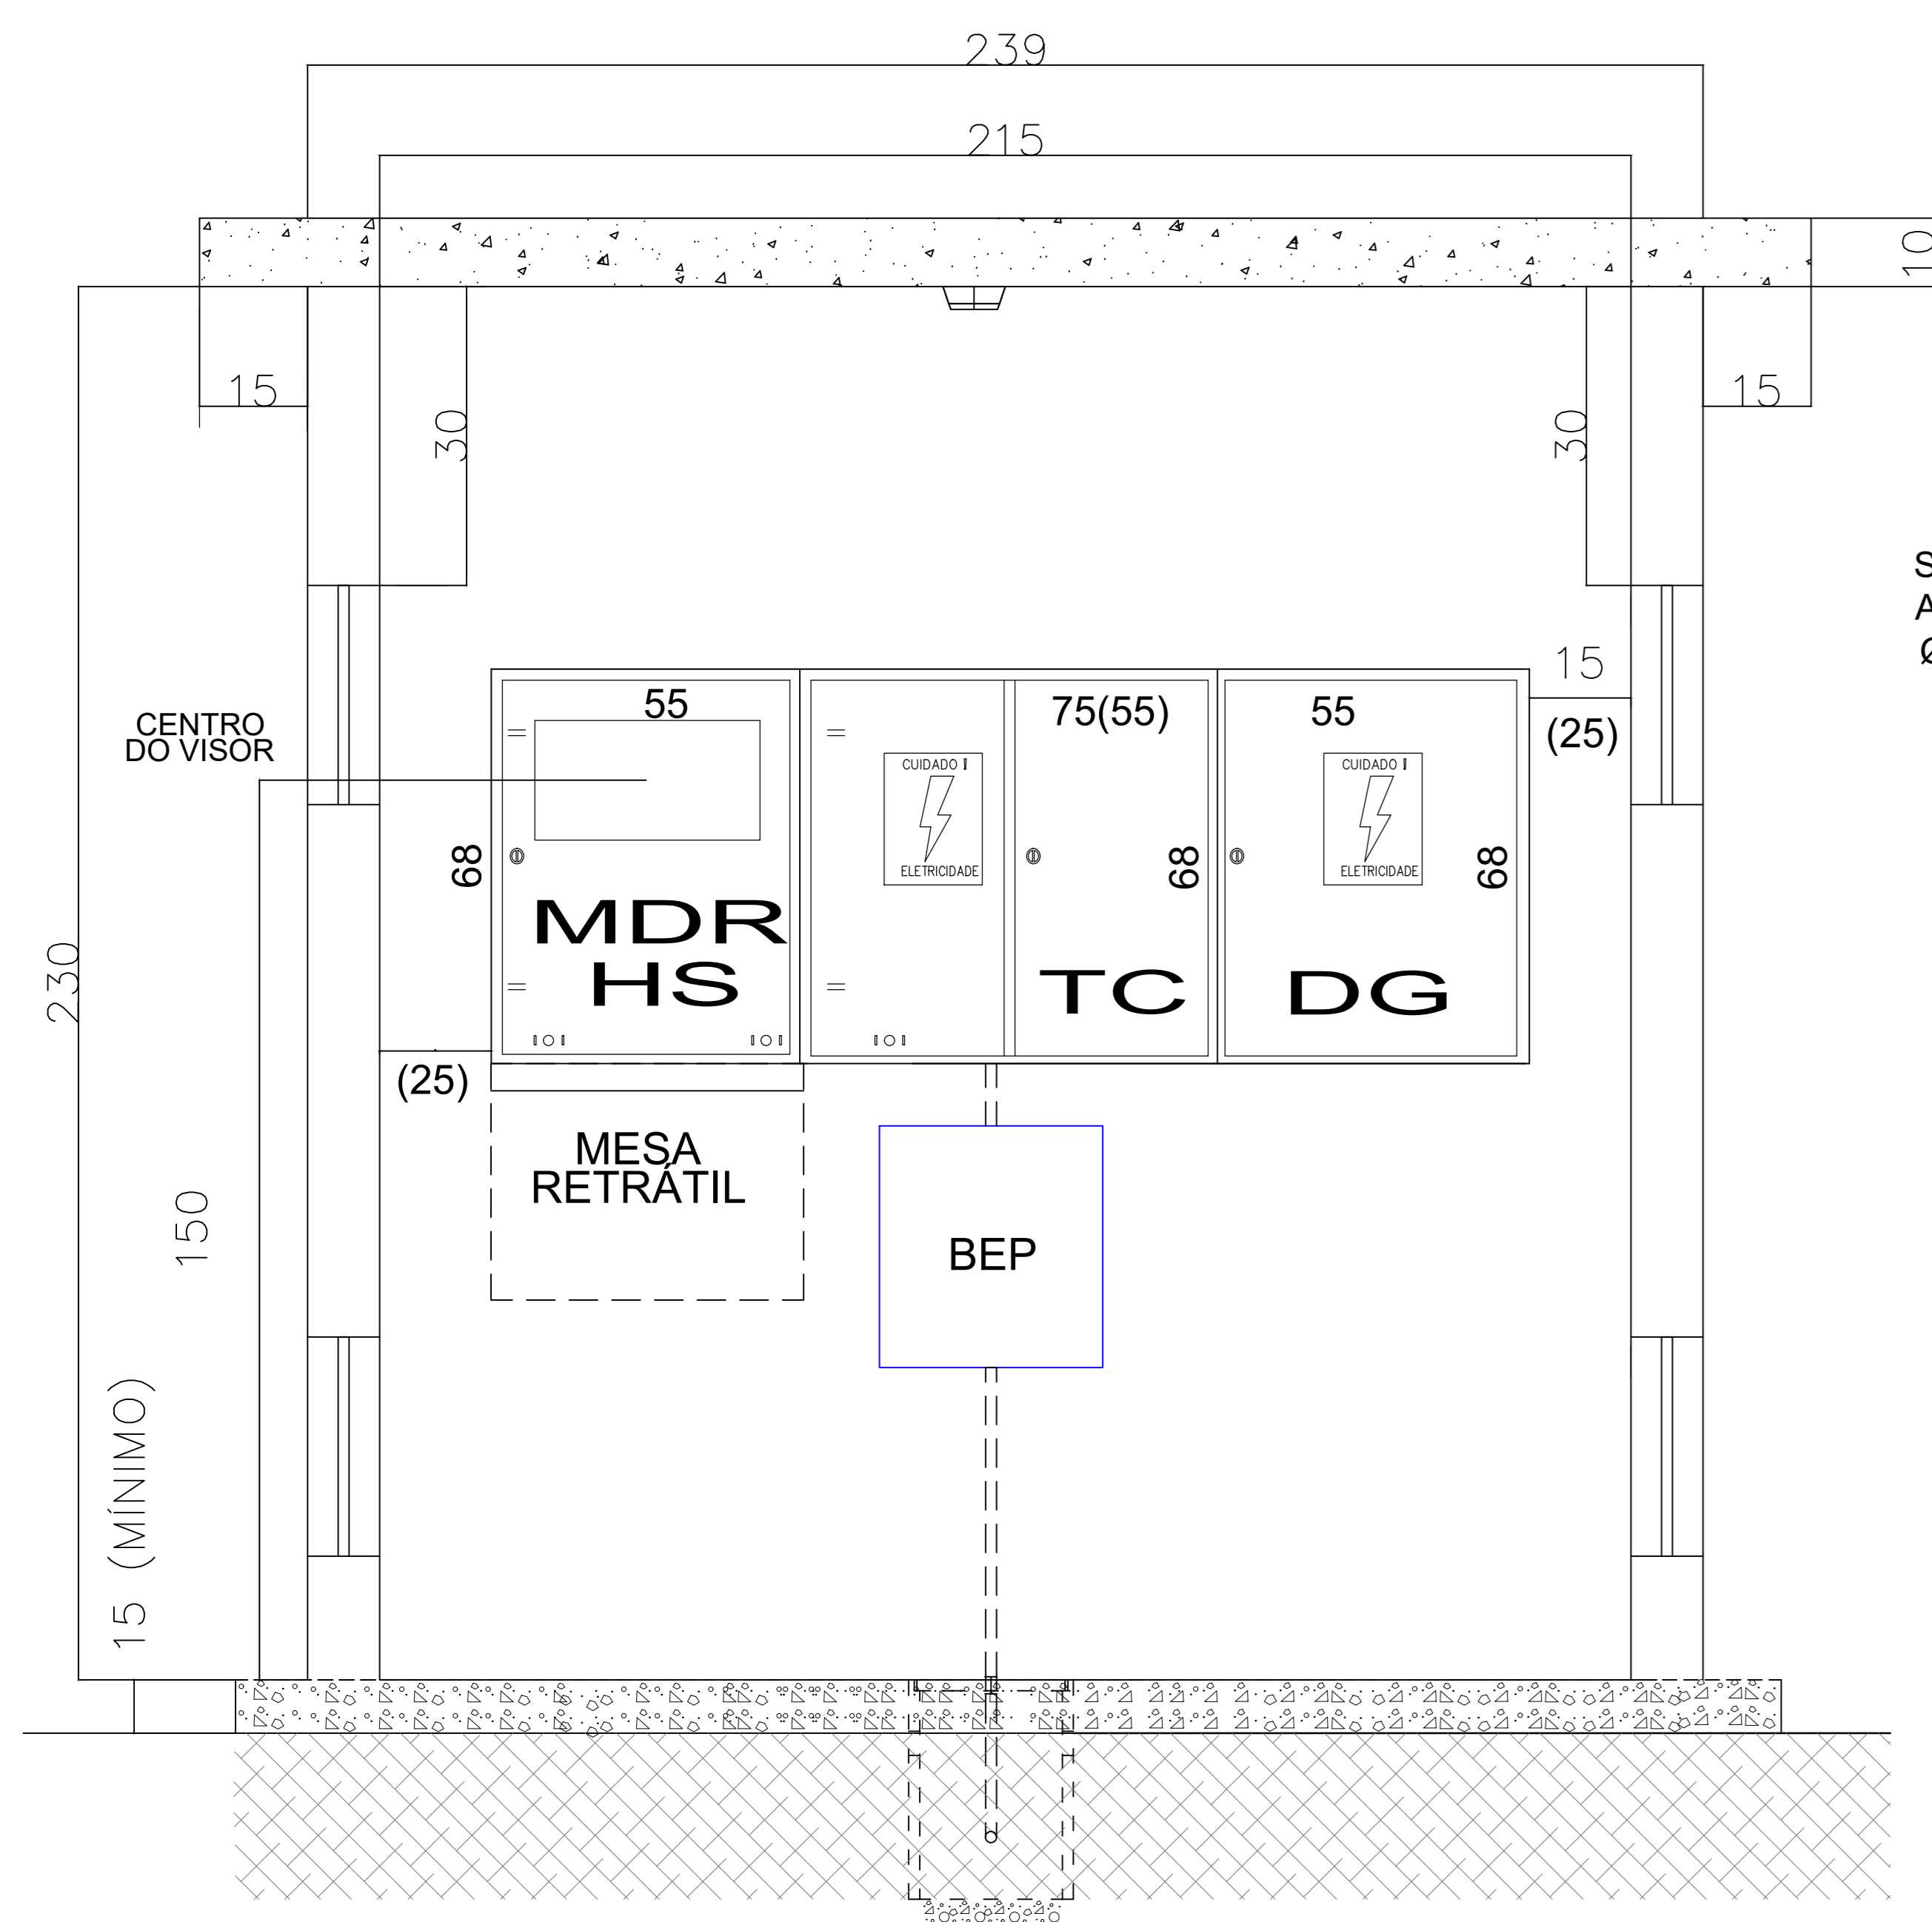 239
215
10
15
15
30
30
S
A
Ø
15
CENTRO
DO VISOR
55
75(55)
55
(25)
CUIDADO !
ELETRICIDADE
CUIDADO !
ELETRICIDADE
68
68
68
MDR
HS
TC
DG
230
(25)
MESA
RETRÁTIL
150
BEP
15 (MÍNIMO)